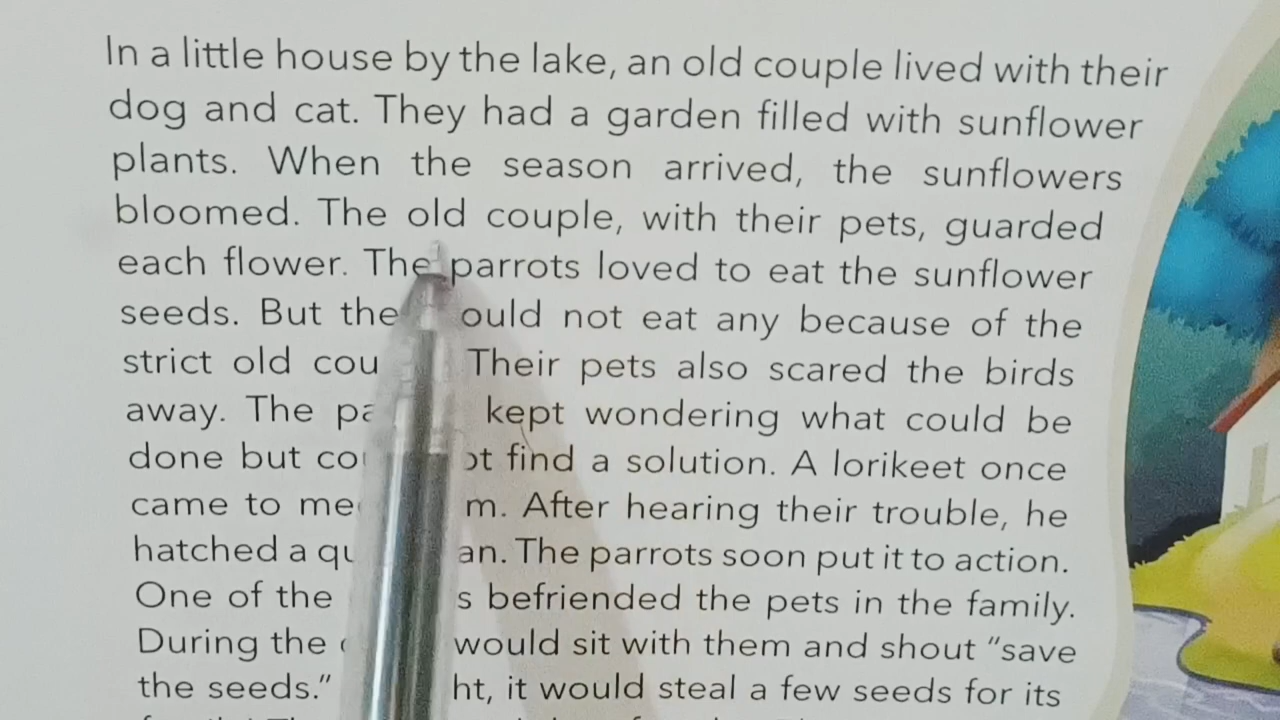 In a little house by the lake, an old couple lived with their
dog and cat. They had a garden filled with sunflower
plants. When the season arrived, the sunflowers
bloomed. The old couple, with their pets, guarded
each flower. The parrots loved to eat the sunflower
seeds. But the ould not eat any because of the
strict old cou Their pets also scared the birds
away. The pa kept wondering what could be
done but co ot find a solution. A lorikeet once
came to me m. After hearing their trouble, he
hatched a qu an. The parrots soon put it to action.
One of the s befriended the pets in the family.
During the would sit with them and shout “save
the seeds.” ht, it would steal a few seeds for its